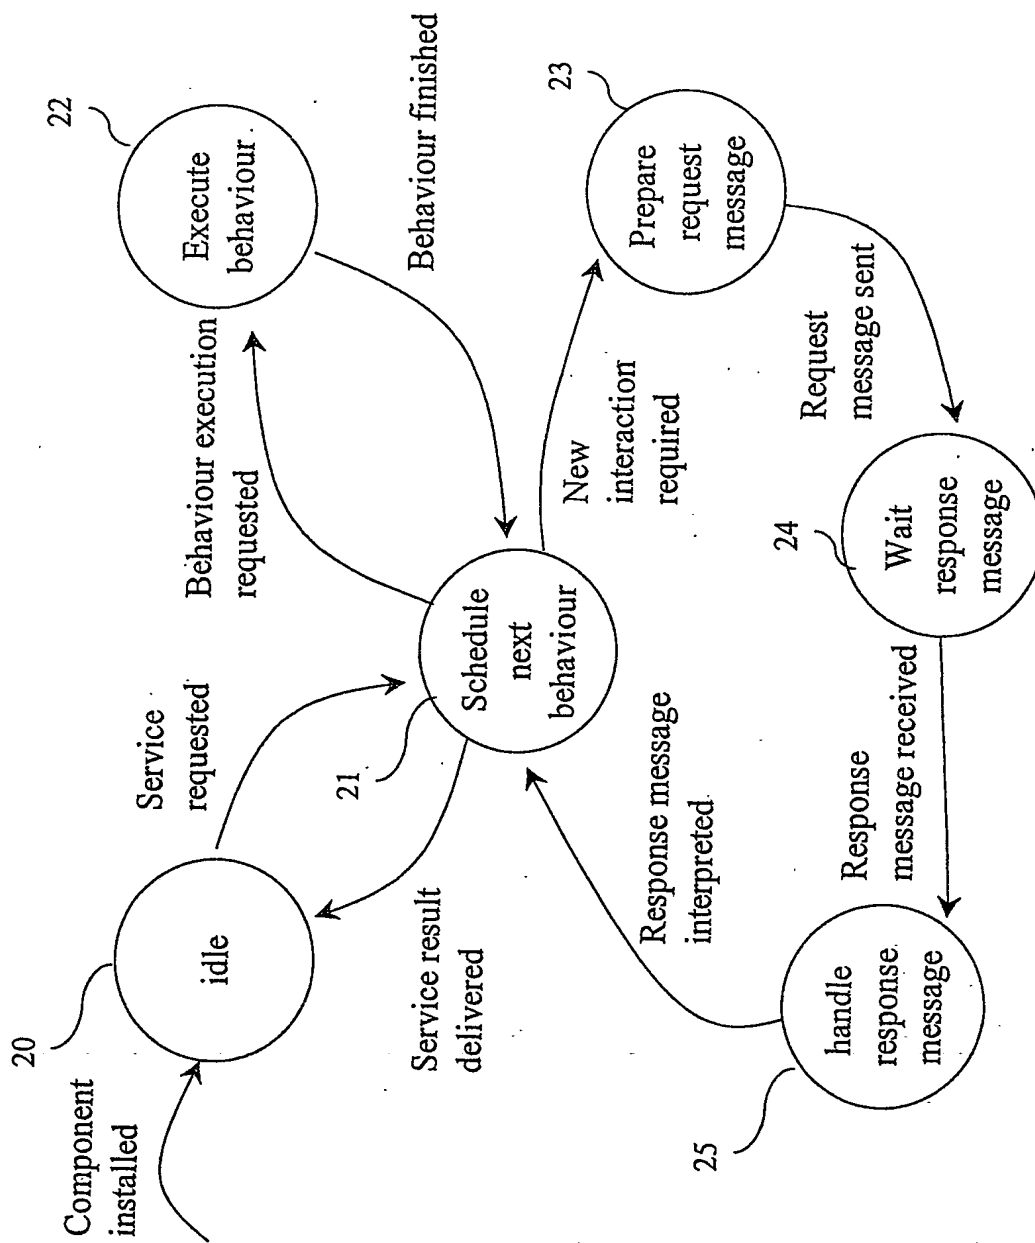 Component
installed
20
idle
Service
requested
Service result
delivered
21
Schedule
next
behaviour
Behaviour execution
requested
22
Execute
behaviour
Behaviour finished
New
interaction
required
23
Prepare
request
message
Request
message sent
24
Wait
response
message
Response
message received
25
handle
response
message
Response message
interpreted